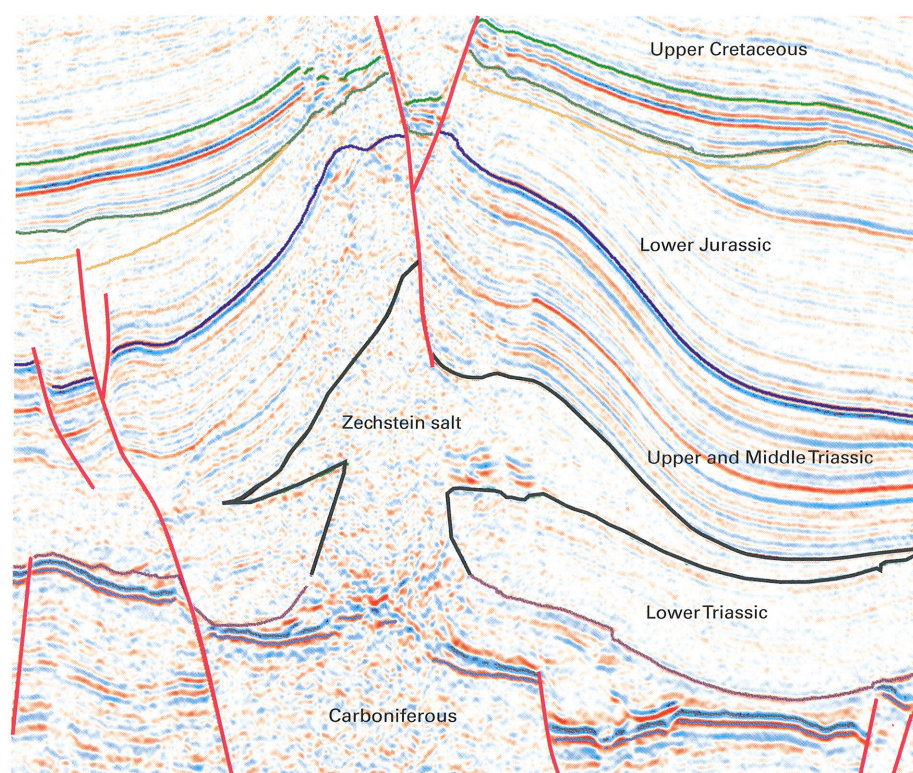 Upper Cretaceous
Lower Jurassic
Zechstein salt
Upper and Middle Triassic
Lower Triassic
Carboniferous